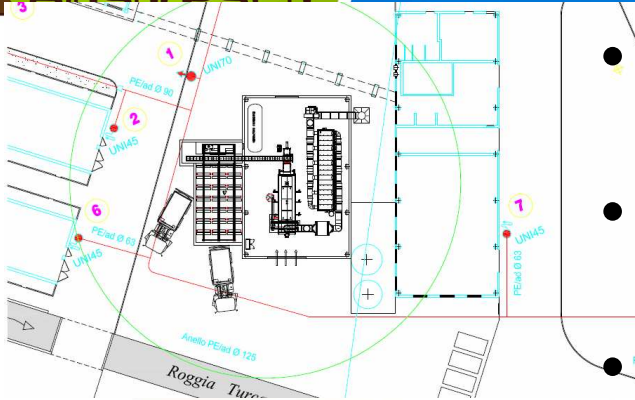 3
1
UNI70
PE/ad Ø 90
2
UNI45
6
PE/ad Ø 63
UNI45
7
UNI45
PE/ad Ø 63
Anello PE/ad Ø 125
Roggia Turc